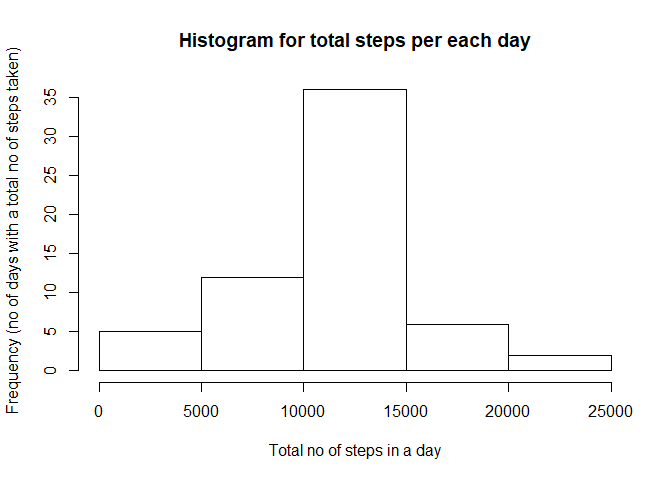 Histogram for total steps per each day
Frequency (no of days with a total no of steps taken)
35
30
25
20
15
10
5
0
0 5000 10000 15000 20000 25000
Total no of steps in a day